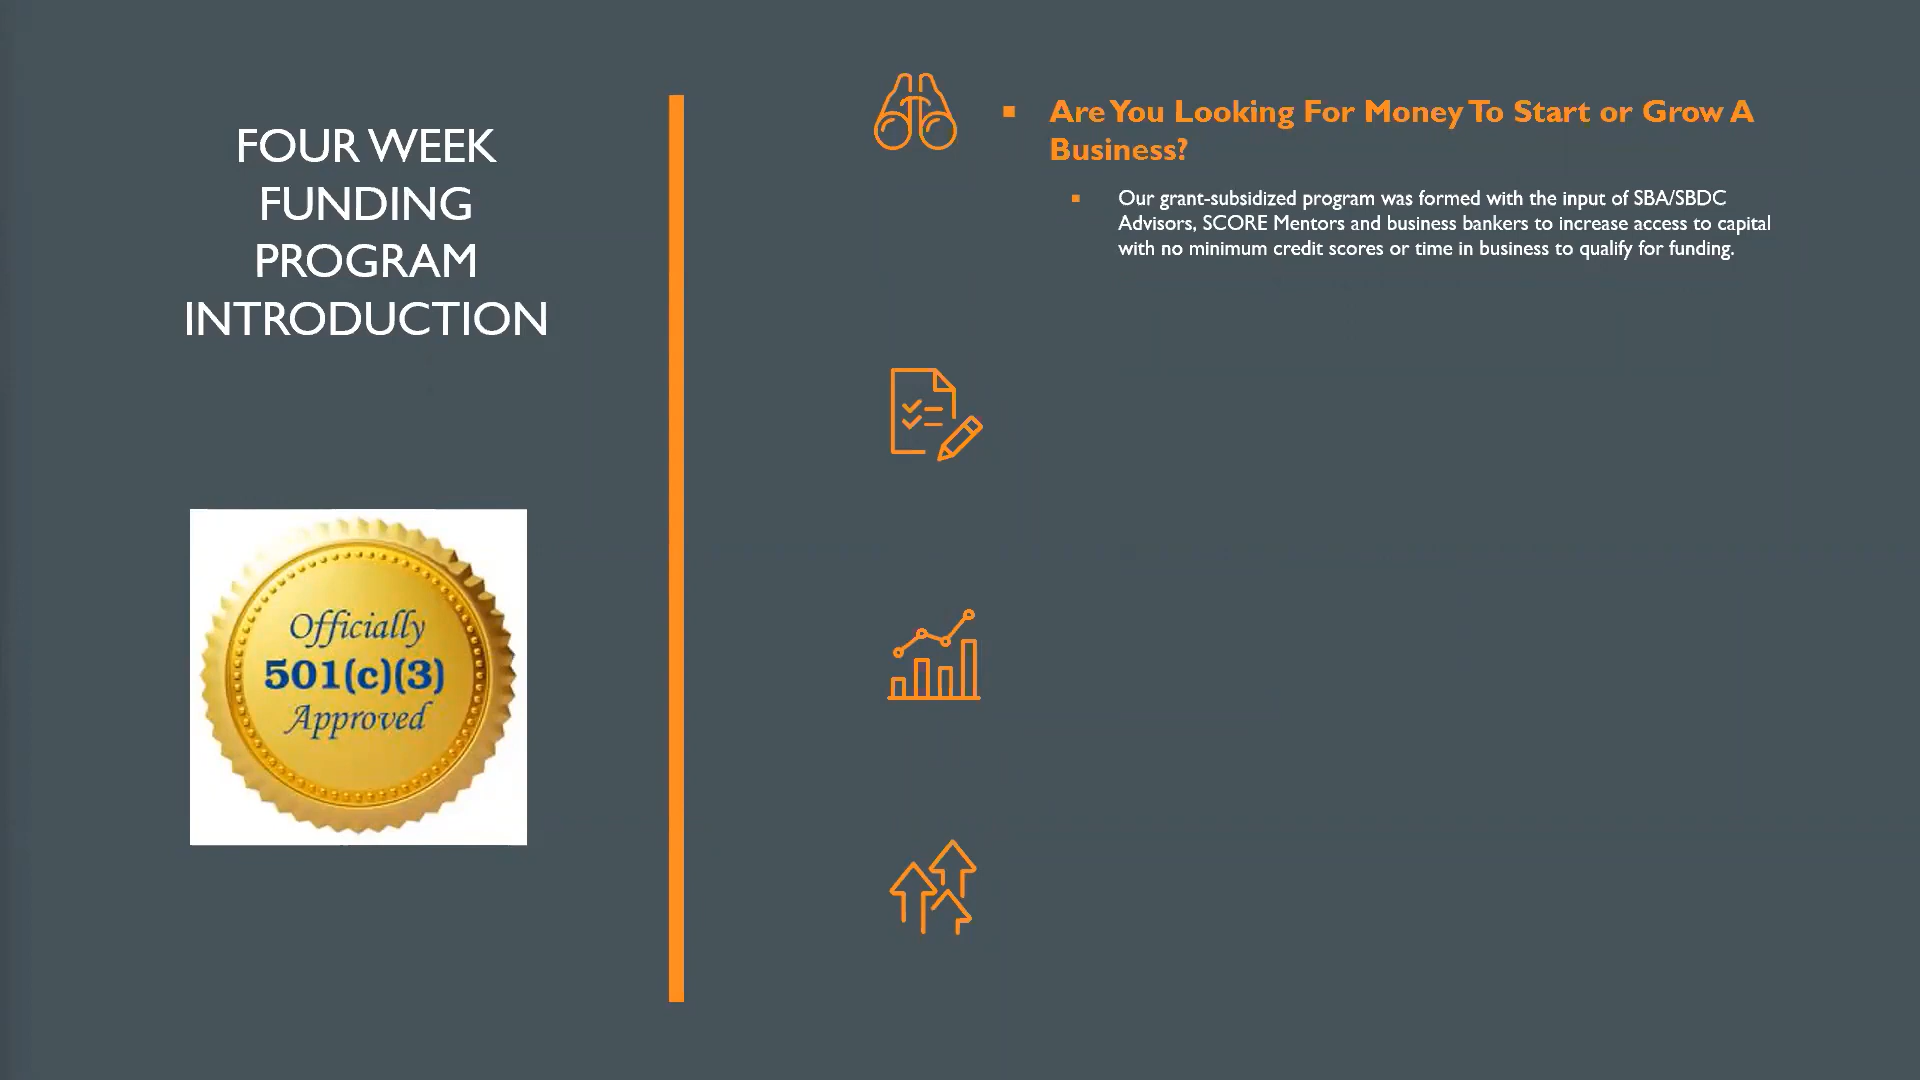 FOUR WEEK
FUNDING
PROGRAM
INTRODUCTION
Officially
501(c)(3)
Approved
Are You Looking For Money To Start or Grow A
Business?
Our grant-subsidized program was formed with the input of SBA/SBDC
Advisors, SCORE Mentors and business bankers to increase access to capital
with no minimum credit scores or time in business to qualify for funding.